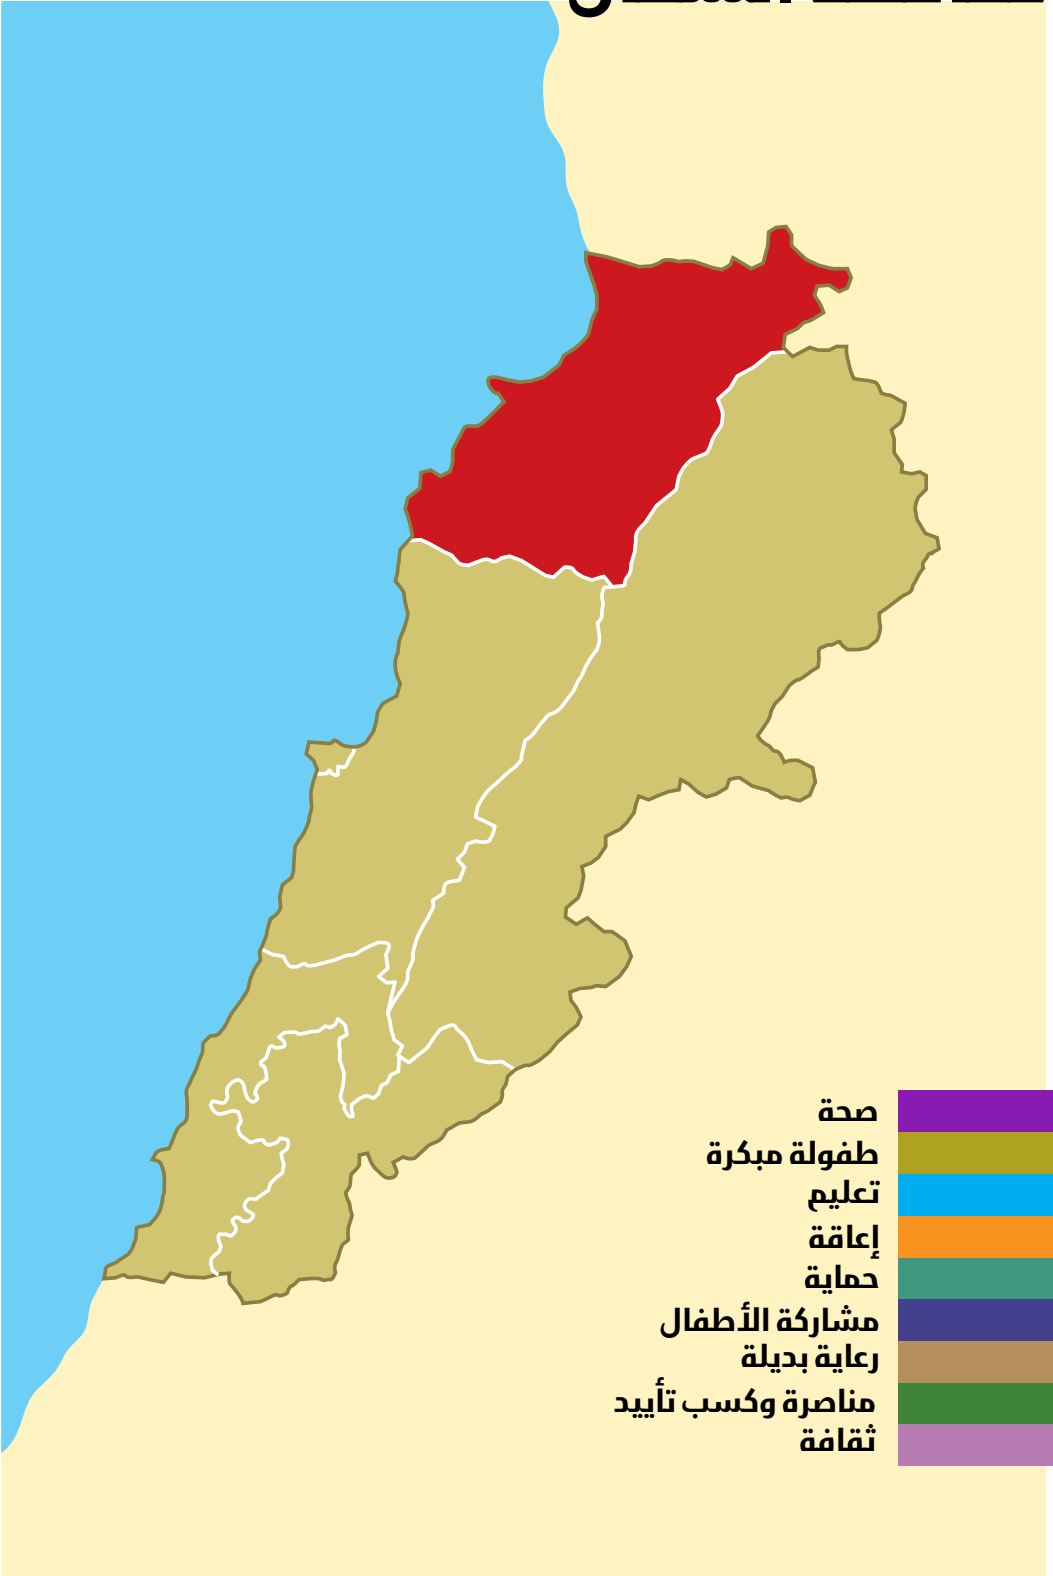 صحة
طفولة مبكرة
تعليم
إعاقة
حماية
مشاركة الأطفال
رعاية بديلة
مناصرة وكسب تأييد
ثقافة